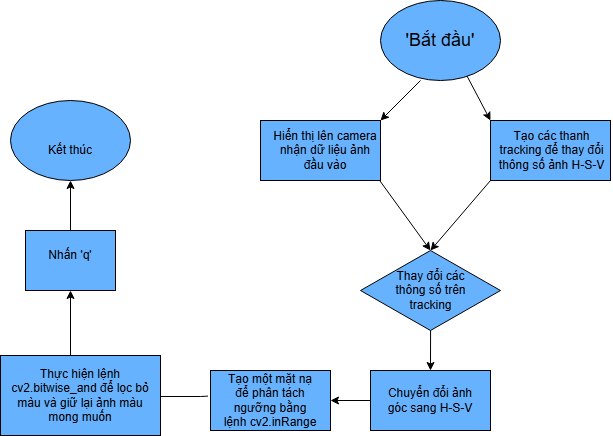 'Bắt đầu'
Hiển thị lên camera
nhận dữ liệu ảnh
đầu vào
Tạo các thanh
tracking để thay đổi
thông số ảnh H-S-V
Thay đổi các
thông số trên
tracking
Chuyển đổi ảnh
góc sang H-S-V
Tạo một mặt nạ
để phân tách
ngưỡng bằng
lệnh cv2.inRange
Thực hiện lệnh
cv2.bitwise_and để lọc bỏ
màu và giữ lại ảnh màu
mong muốn
Nhấn 'q'
Kết thúc